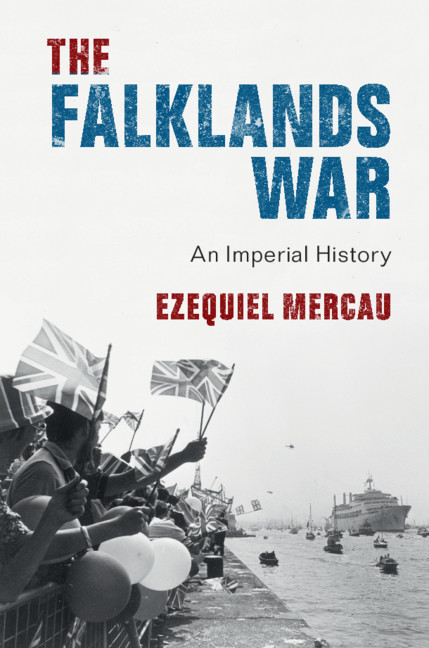 THE
FALKLANDS
WAR
An Imperial History
EZEQUIEL MERCAU